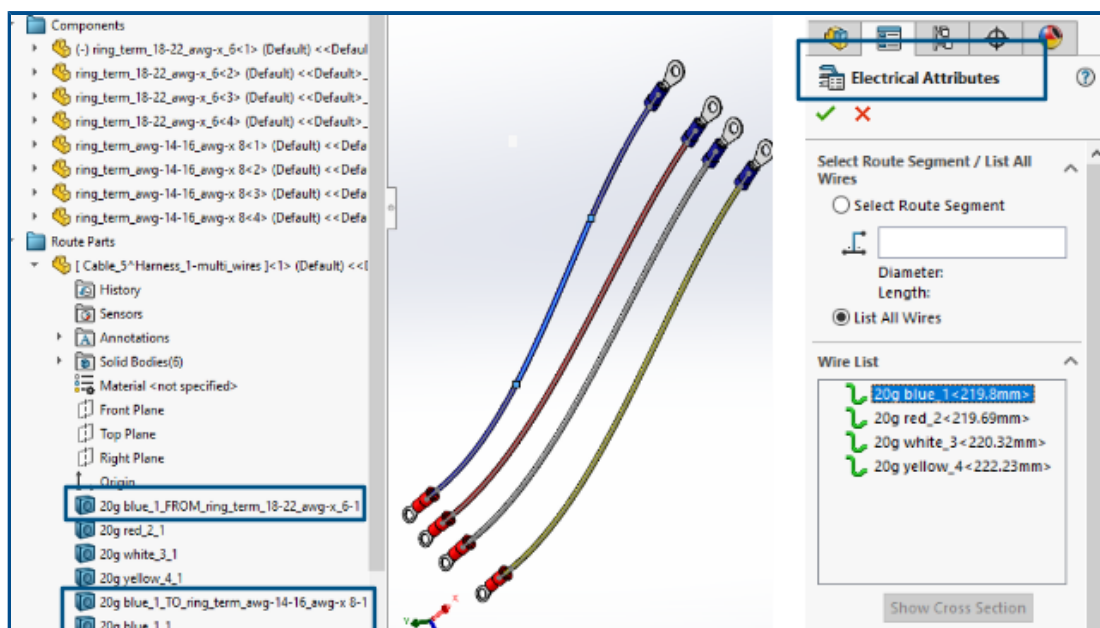 Components
(-) ring_term_18-22_awg-x_6<1> (Default) <<Defaul
ring_term_18-22_awg-x_6<2> (Default) <<Default>_
ring_term_18-22_awg-x_6<3> (Default) <<Default>_
ring_term_18-22_awg-x_6<4> (Default) <<Default>_
ring_term_awg-14-16_awg-x 8<1> (Default) <<Defa
ring_term_awg-14-16_awg-x 8<2> (Default) <<Defa
ring_term_awg-14-16_awg-x 8<3> (Default) <<Defa
ring_term_awg-14-16_awg-x 8<4> (Default) <<Defa
Route Parts
[ Cable_5^Harness_1-multi_wires ]<1> (Default) <<D
History
Sensors
A Annotations
Solid Bodies(6)
Material <not specified>
Front Plane
Top Plane
Right Plane
Origin
20g blue_1_FROM_ring_term_18-22_awg-x_6-1
20g red_2_1
20g white_3_1
20g yellow_4_1
20g blue_1_TO_ring_term_awg-14-16_awg-x 8-1
20g blue_1_1
Y
X
Electrical Attributes
?
Select Route Segment / List All
Wires
Select Route Segment
Diameter:
Length:
List All Wires
Wire List
20g blue_1<219.8mm>
20g red_2<219.69mm>
20g white_3<220.32mm>
20g yellow_4<222.23mm>
Show Cross Section